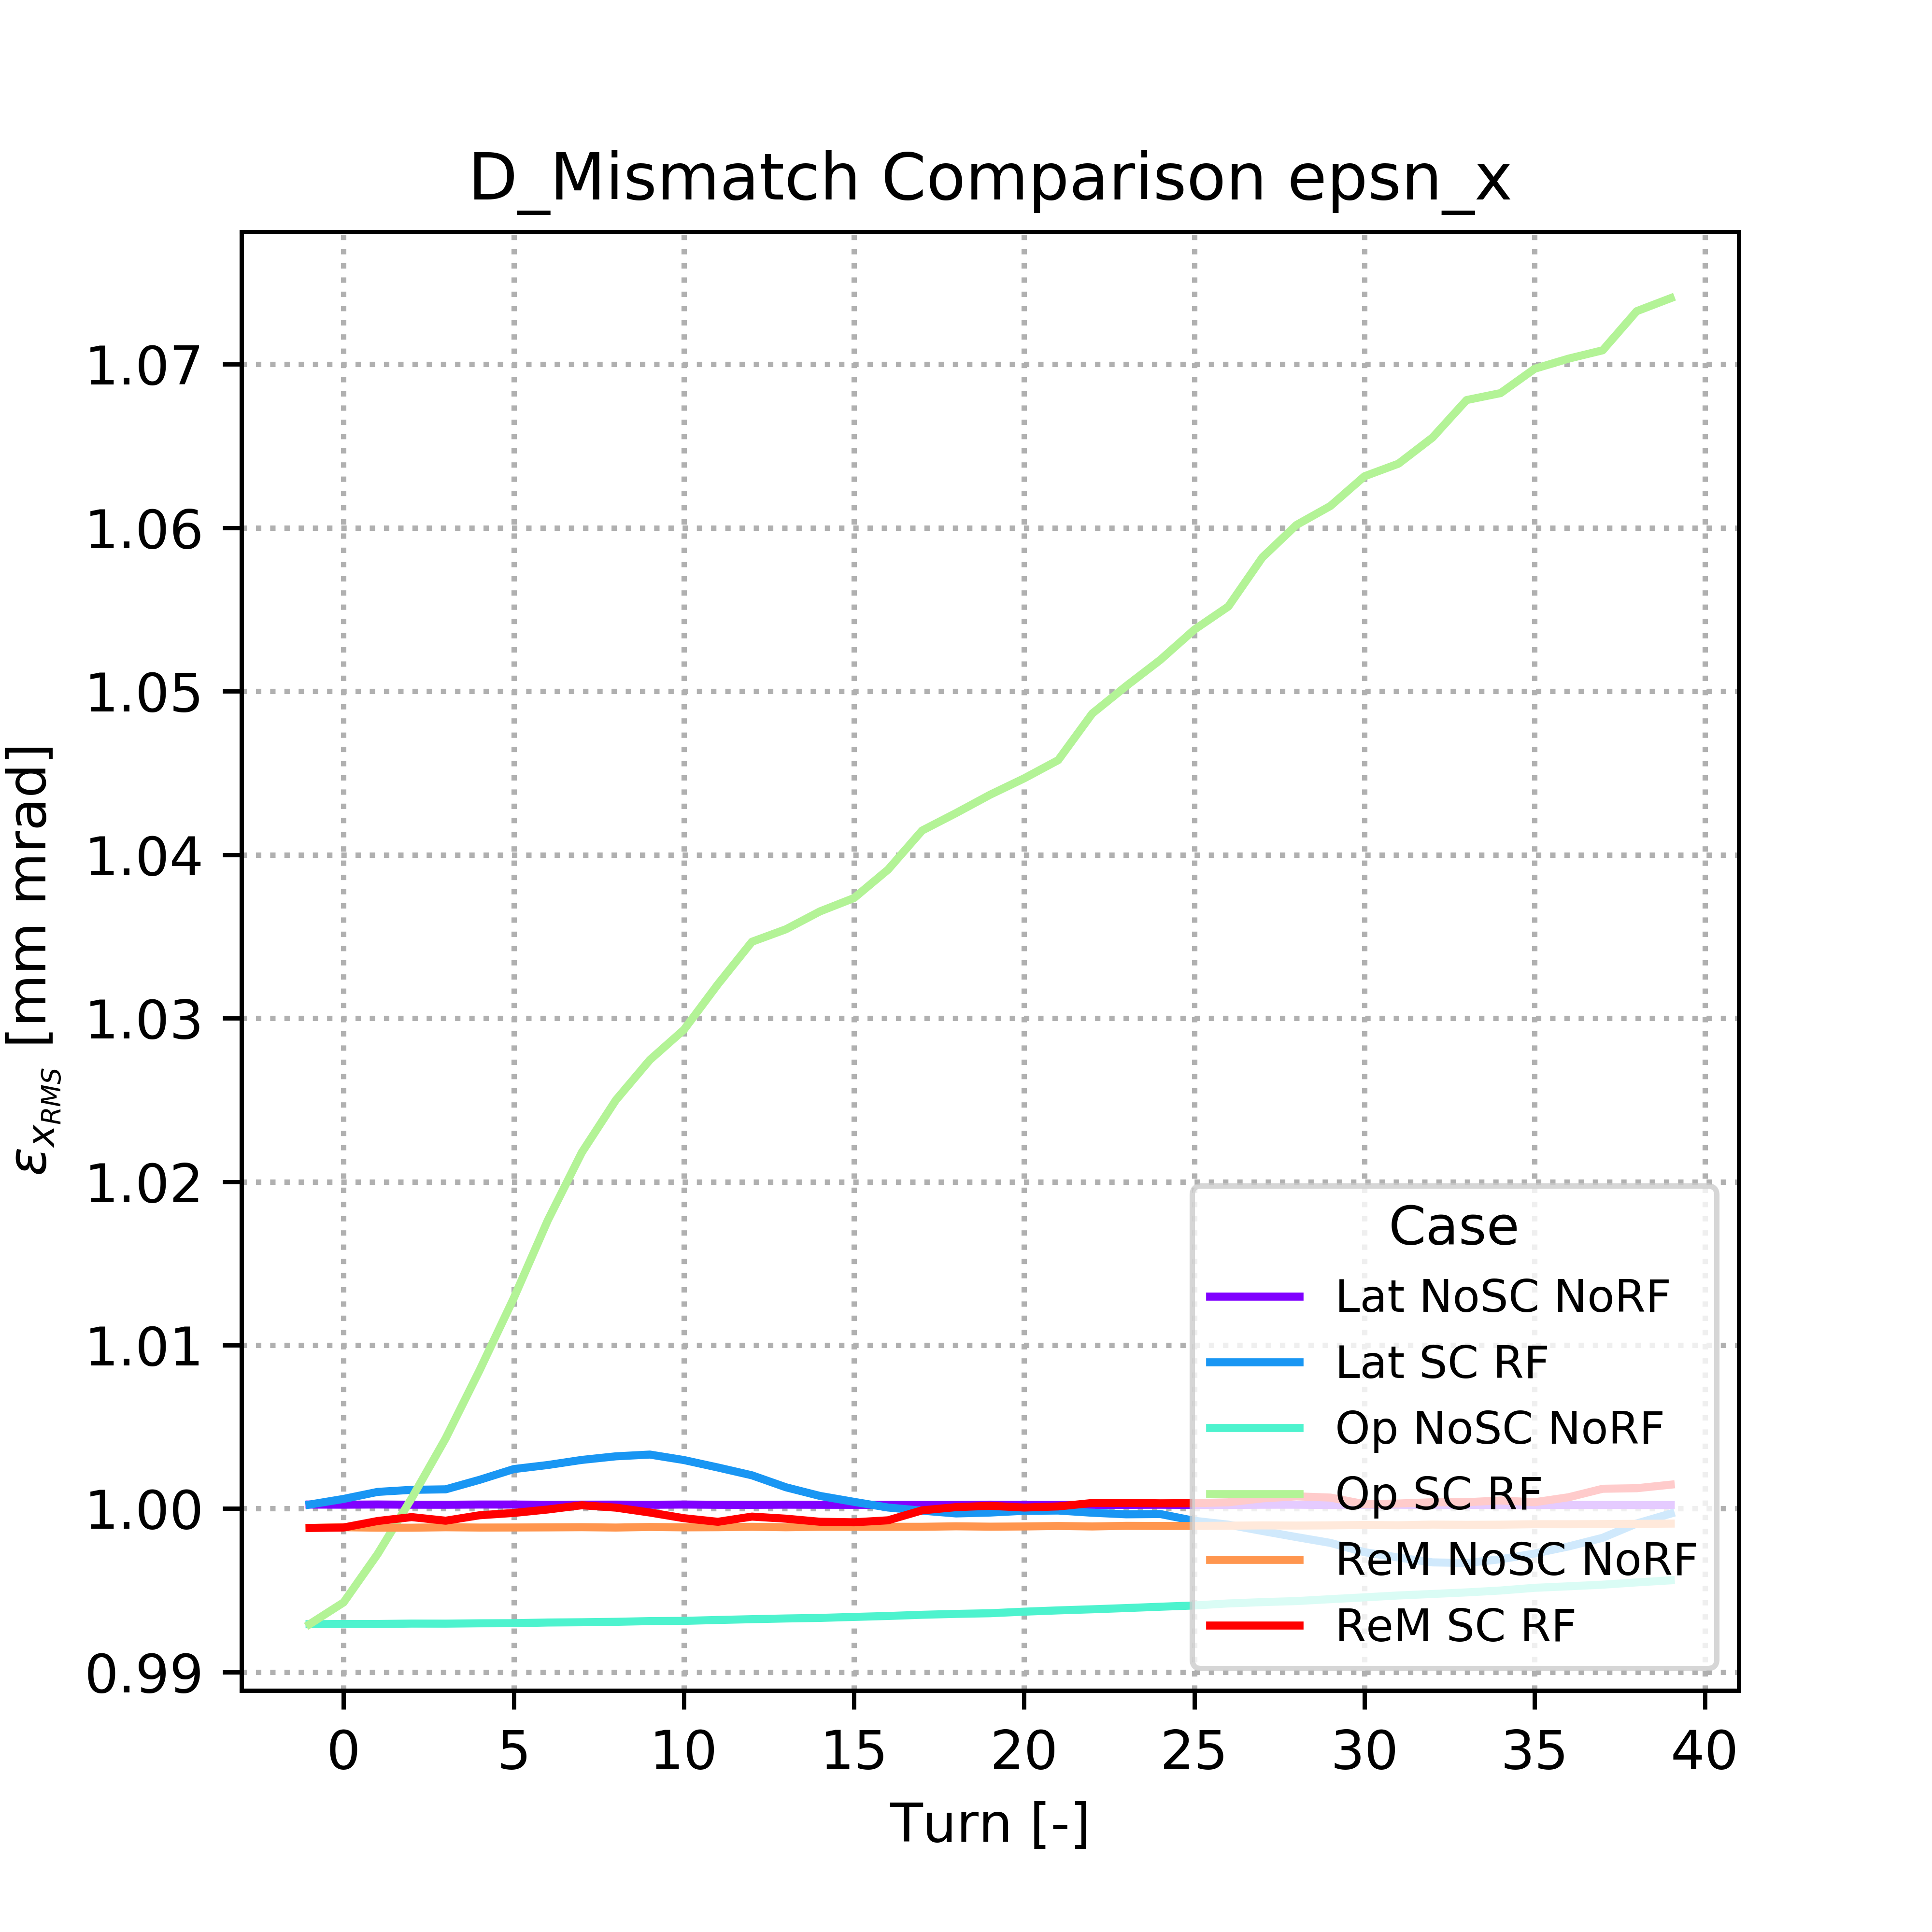 D_Mismatch Comparison epsn_x
1.07
1.06
1.05
1.04
1.03
1.02
1.01
1.00
0.99
ε_{x_{RMS}} [mm mrad]
Case
Lat NoSC NoRF
Lat SC RF
Op NoSC NoRF
Op SC RF
ReM NoSC NoRF
ReM SC RF
0 5 10 15 20 25 30 35 40
Turn [-]